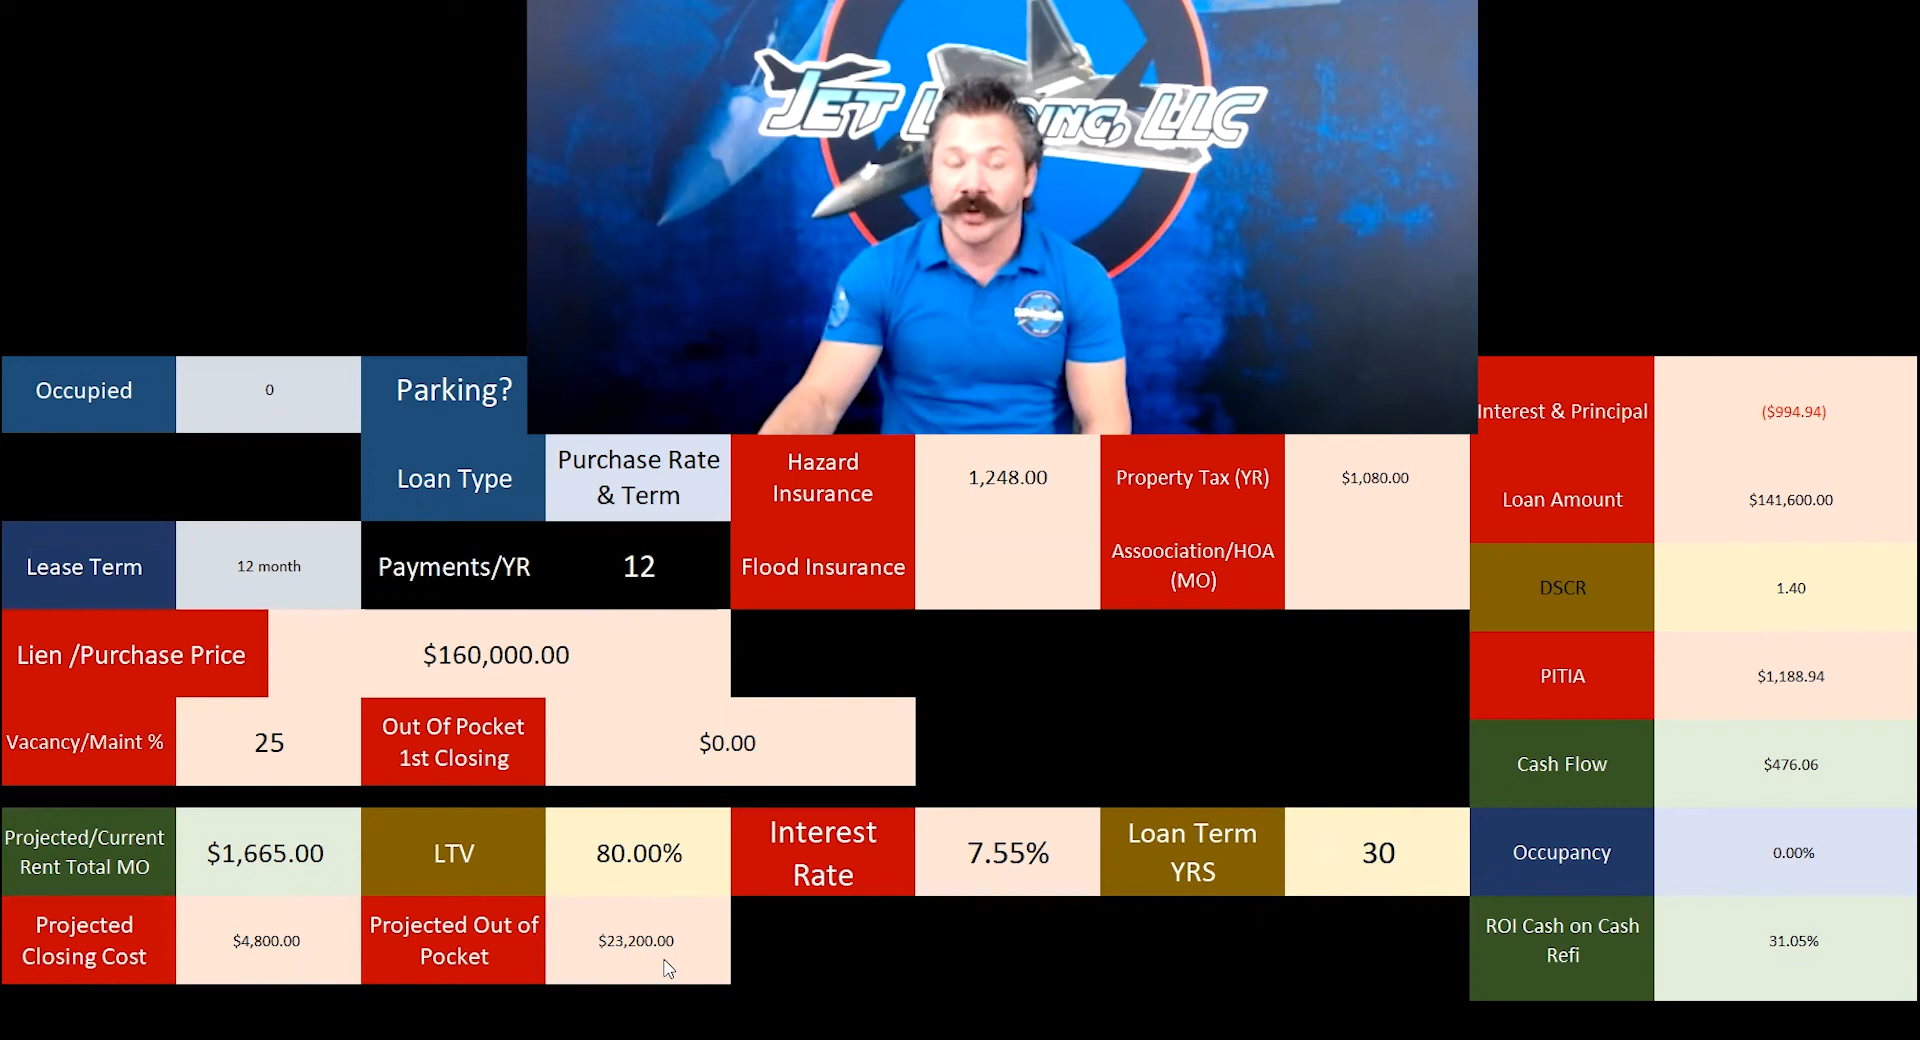 JET L DING, LLC
Occupied
0
Parking?
Interest & Principal
($994.94)
Loan Type
Purchase Rate
& Term
Hazard
Insurance
1,248.00
Property Tax (YR)
$1,080.00
Loan Amount
$141,600.00
Lease Term
12 month
Payments/YR
12
Flood Insurance
Assoociation/HOA
(MO)
DSCR
1.40
Lien /Purchase Price
$160,000.00
PITIA
$1,188.94
Vacancy/Maint %
25
Out Of Pocket
1st Closing
$0.00
Cash Flow
$476.06
Projected/Current
Rent Total MO
$1,665.00
LTV
80.00%
Interest
Rate
7.55%
Loan Term
YRS
30
Occupancy
0.00%
Projected
Closing Cost
$4,800.00
Projected Out of
Pocket
$23,200.00
ROI Cash on Cash
Refi
31.05%